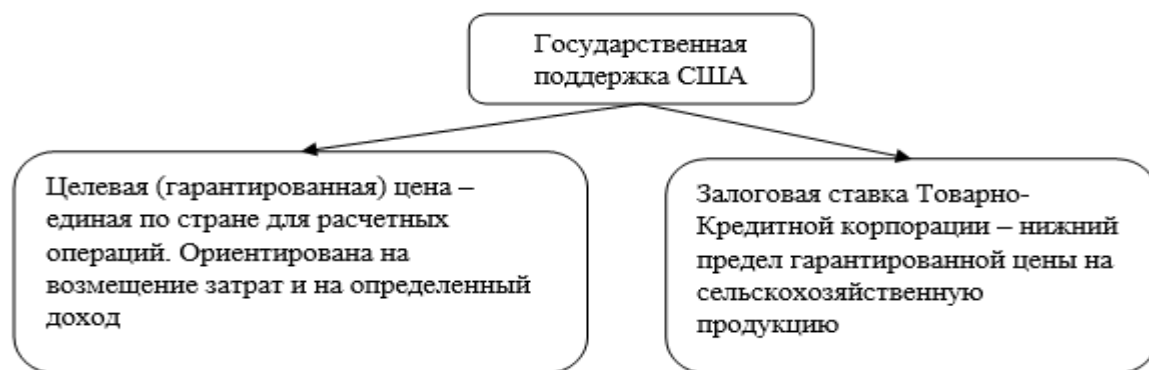 Государственная
поддержка США
Целевая (гарантированная) цена –
единая по стране для расчетных
операций. Ориентирована на
возмещение затрат и на определенный
доход
Залоговая ставка Товарно-
Кредитной корпорации – нижний
предел гарантированной цены на
сельскохозяйственную
продукцию